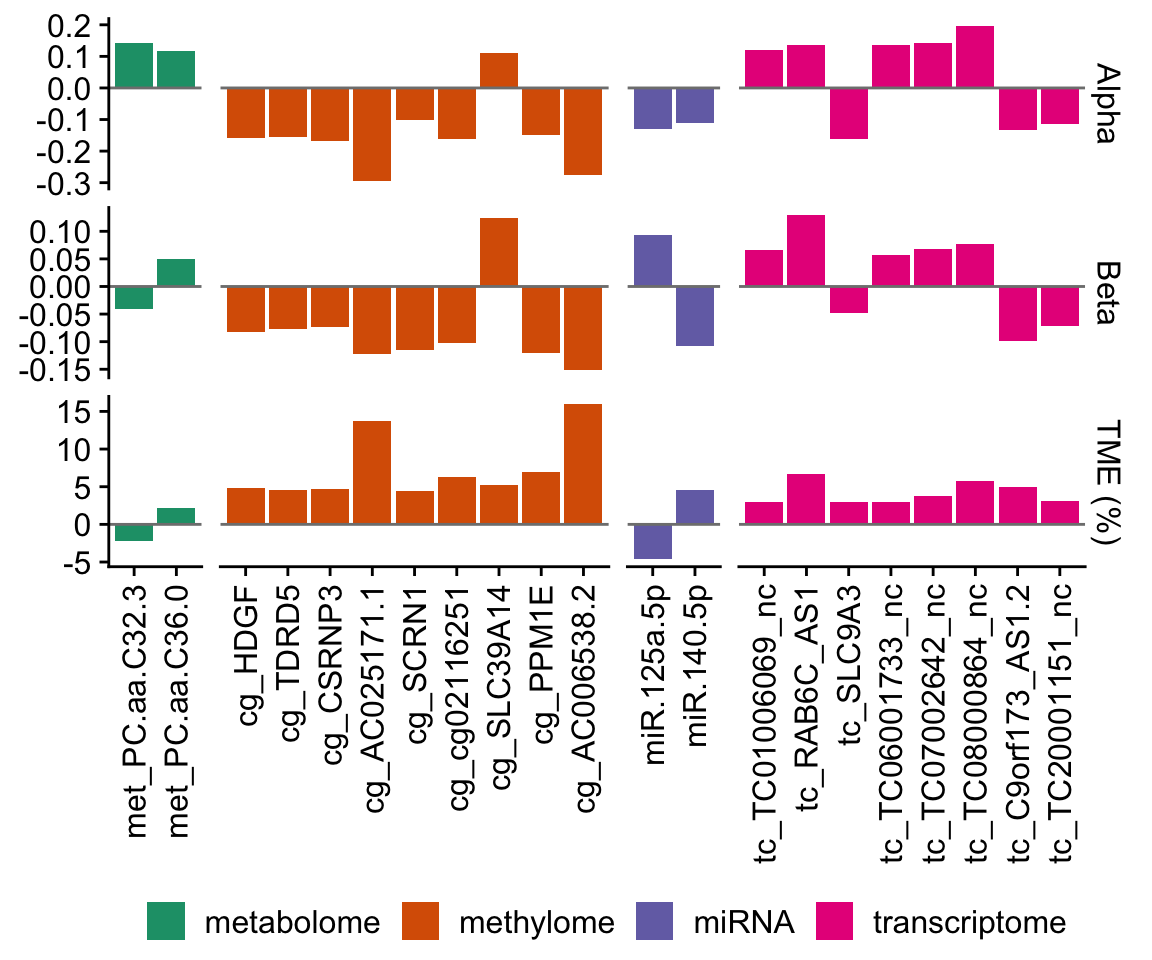 0.2
0.1
0.0
-0.1
-0.2
-0.3
Alpha
0.10
0.05
0.00
-0.05
-0.10
-0.15
Beta
15
10
5
0
-5
TME (%)
met_PC.aa.C32.3
met_PC.aa.C36.0
cg_HDGF
cg_TDRD5
cg_CSRNP3
cg_AC025171.1
cg_SCRN1
cg_cg02116251
cg_SLC39A14
cg_PPM1E
cg_AC006538.2
miR.125a.5p
miR.140.5p
tc_TC01006069_nc
tc_RAB6C_AS1
tc_SLC9A3
tc_TC06001733_nc
tc_TC07002642_nc
tc_TC08000864_nc
tc_C9orf173_AS1.2
tc_TC20001151_nc
metabolome methylome miRNA transcriptome